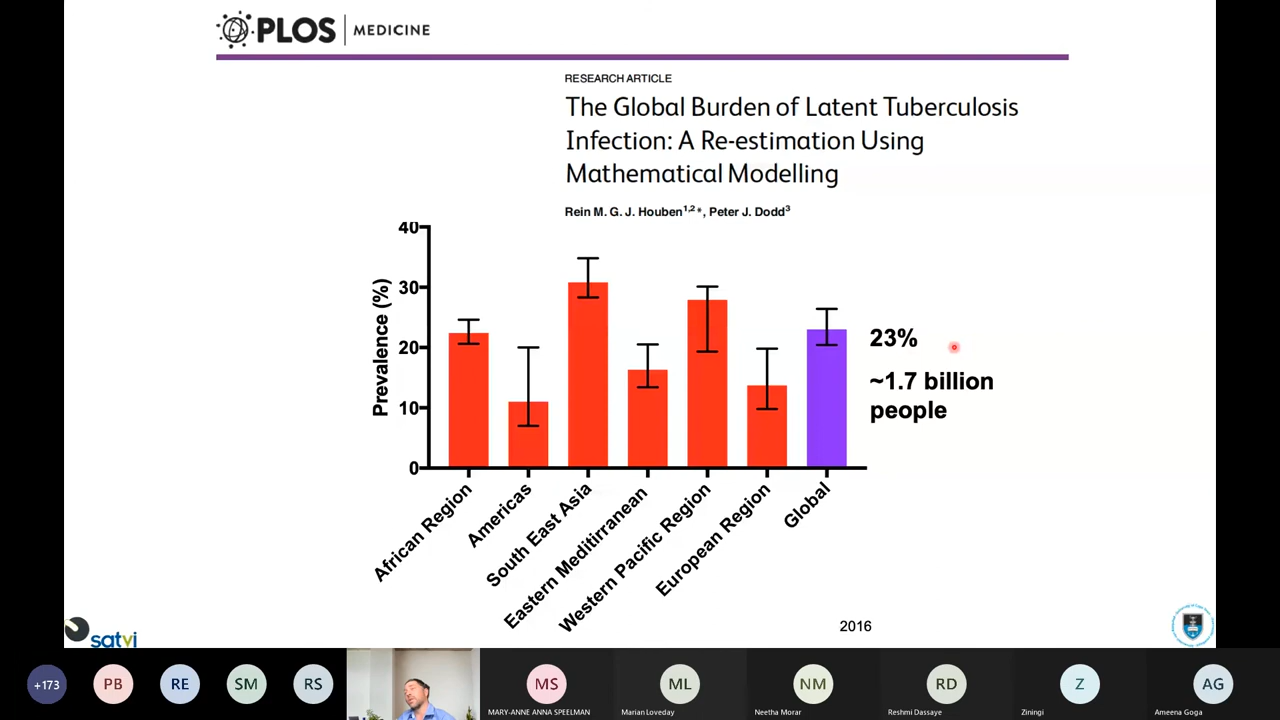 PLOS MEDICINE
RESEARCH ARTICLE
The Global Burden of Latent Tuberculosis
Infection: A Re-estimation Using
Mathematical Modelling
Rein M. G. J. Houben1,2*, Peter J. Dodd3
Prevalence (%)
40
30
20
10
0
African Region
Americas
South East Asia
Eastern Meditirranean
Western Pacific Region
European Region
Global
23%
~1.7 billion
people
2016
satvi
+173
PB
RE
SM
RS
MS
MARY-ANNE ANNA SPEELMAN
ML
Marian Loveday
NM
Neetha Morar
RD
Reshmi Dassaye
Z
Ziningi
AG
Ameena Goga